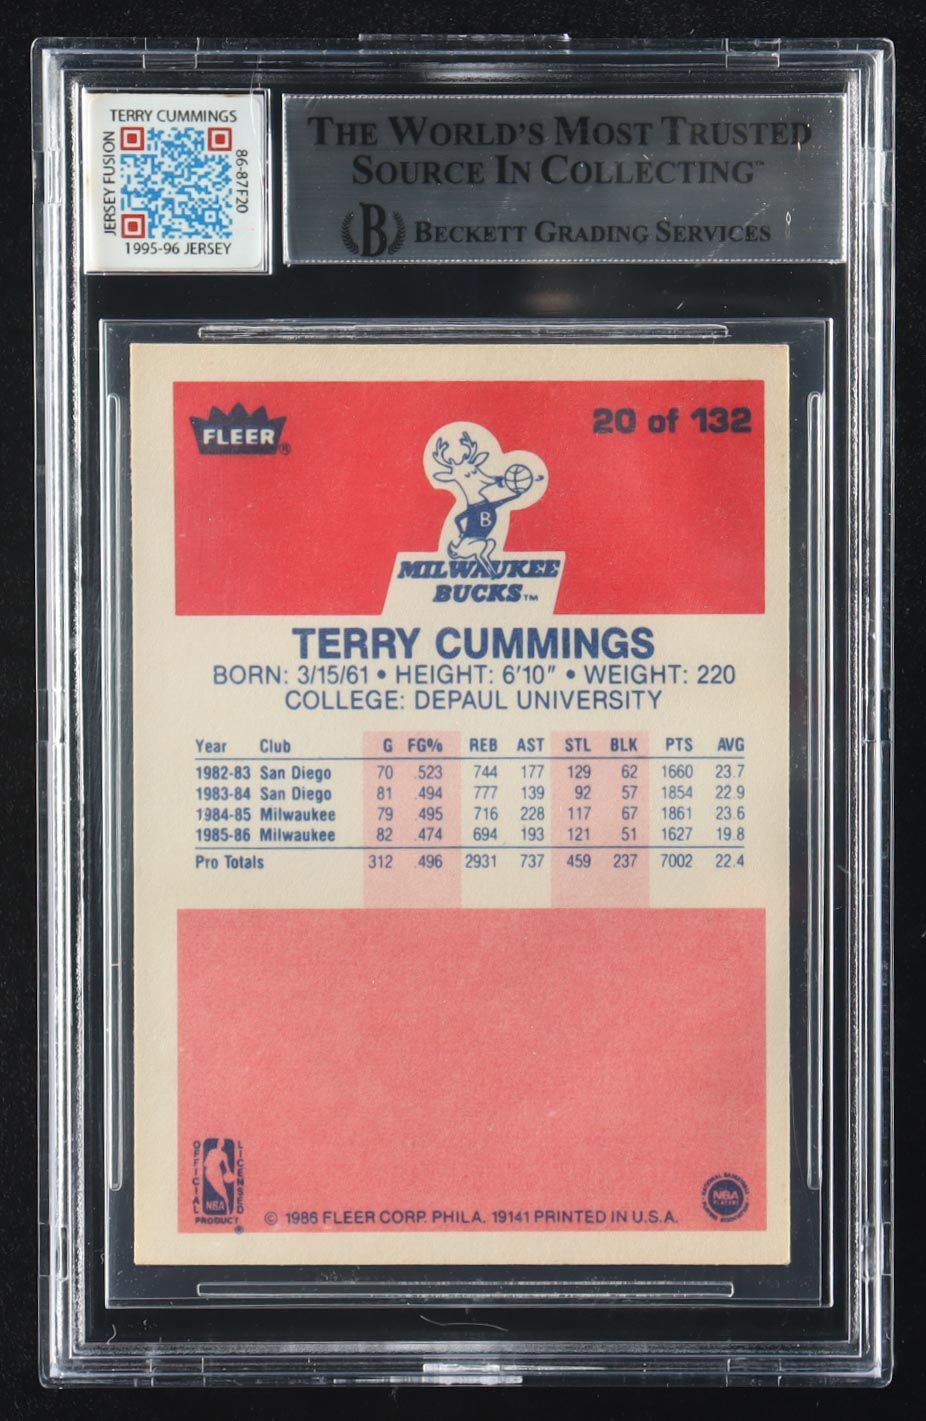 TERRY CUMMINGS
JERSEY FUSION
86-87F20
1995-96 JERSEY
THE WORLD'S MOST TRUSTED
SOURCE IN COLLECTING™
B BECKETT GRADING SERVICES
FLEER®
20 of 132
B
MILWAUKEE
BUCKS™
TERRY CUMMINGS
BORN: 3/15/61 • HEIGHT: 6'10" • WEIGHT: 220
COLLEGE: DEPAUL UNIVERSITY
Year Club G FG% REB AST STL BLK PTS AVG
1982-83 San Diego 70 .523 744 177 129 62 1660 23.7
1983-84 San Diego 81 .494 777 139 92 57 1854 22.9
1984-85 Milwaukee 79 .495 716 228 117 67 1861 23.6
1985-86 Milwaukee 82 .474 694 193 121 51 1627 19.8
Pro Totals 312 .496 2931 737 459 237 7002 22.4
OFFICIAL
LICENSED
NBA
PRODUCT
®
© 1986 FLEER CORP. PHILA. 19141 PRINTED IN U.S.A.
NATIONAL BASKETBALL
NBA
PLAYERS
PLAYERS ASSOCIATION